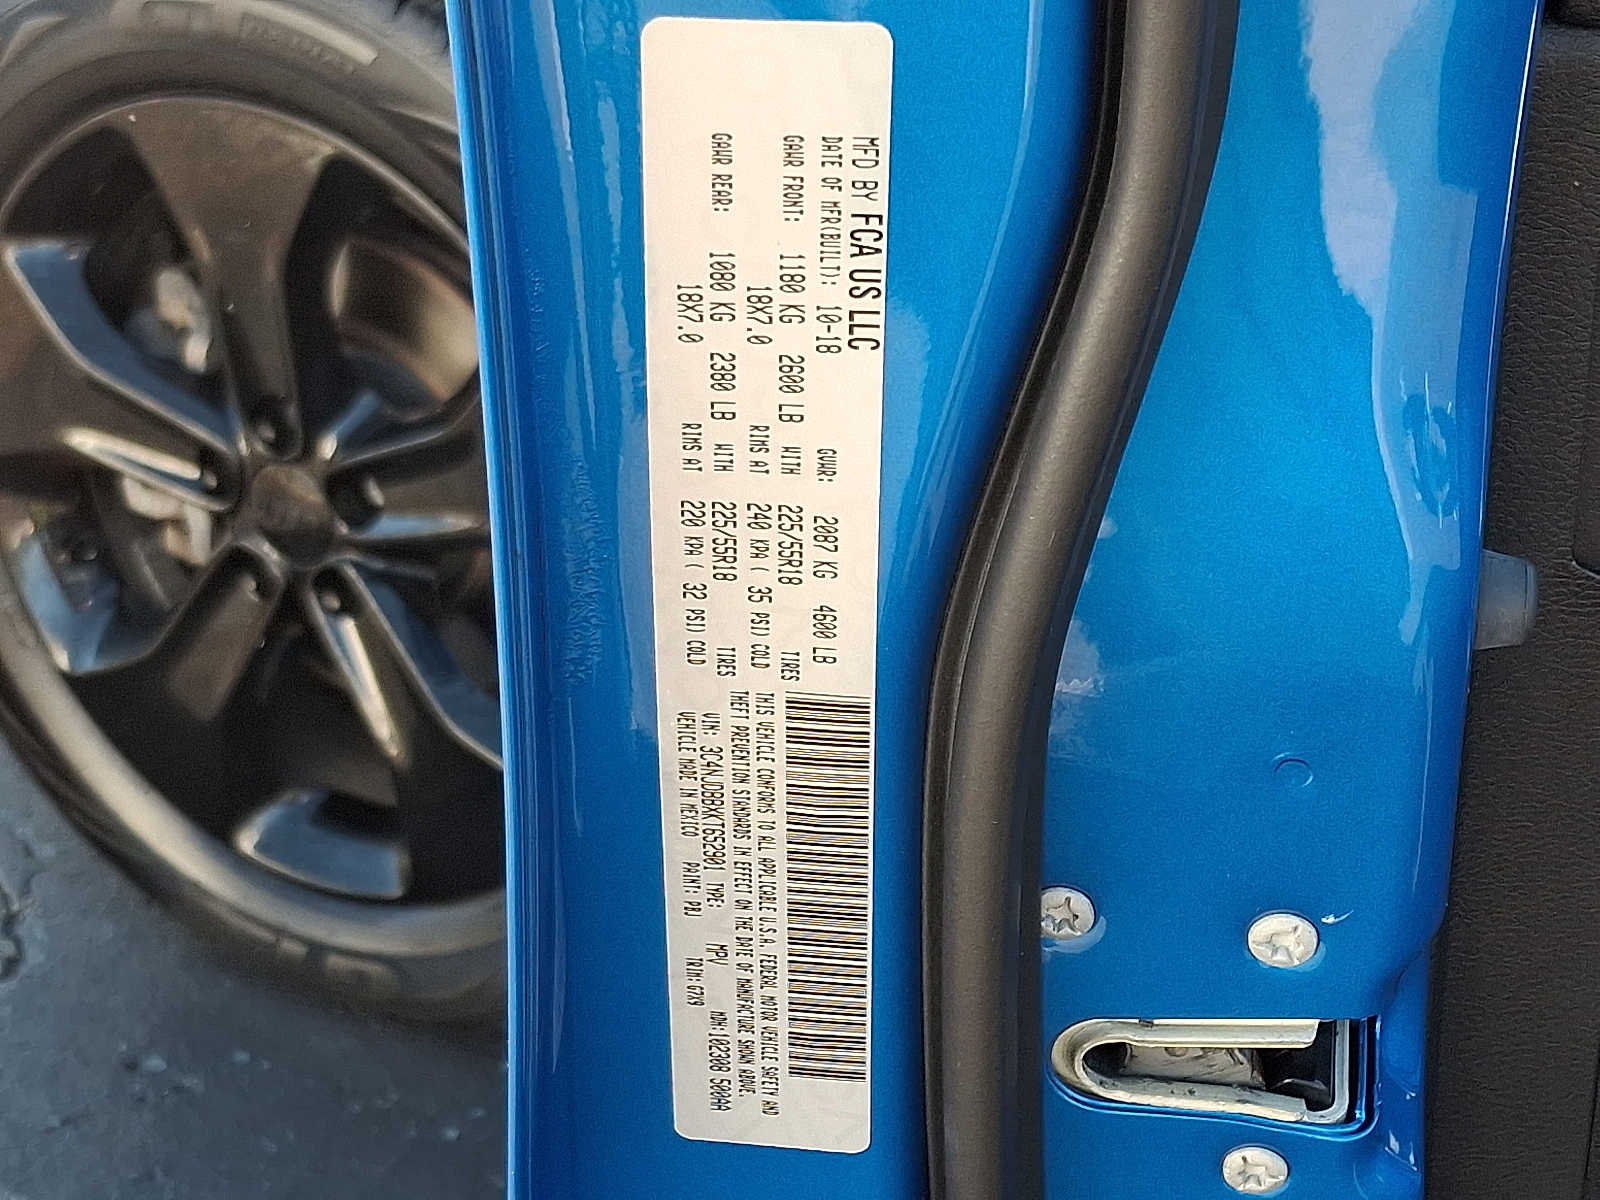 MFD BY FCA US LLC
DATE OF MFR(BUILT): 10-18 GVWR: 2087 KG 4600 LB
GAWR FRONT: 1180 KG 2600 LB WITH 225/55R18 TIRES
18X7.0 RIMS AT 240 KPA ( 35 PSI) COLD
GAWR REAR: 1080 KG 2380 LB WITH 225/55R18 TIRES
18X7.0 RIMS AT 220 KPA ( 32 PSI) COLD
THIS VEHICLE CONFORMS TO ALL APPLICABLE U.S.A. FEDERAL MOTOR VEHICLE SAFETY AND
THEFT PREVENTION STANDARDS IN EFFECT ON THE DATE OF MANUFACTURE SHOWN ABOVE.
VIN: 3C4NJDBBXKT652901 TYPE: MPV MDH: 102308 500AA
VEHICLE MADE IN MEXICO PAINT: PBJ TRIM: G7X9